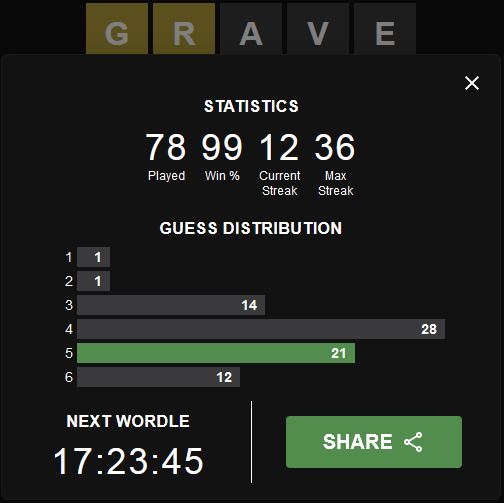 GRAVE
STATISTICS
78 99 12 36
Played Win % Current Max
Streak Streak
GUESS DISTRIBUTION
1 1
2 1
3 14
4 28
5 21
6 12
NEXT WORDLE
17:23:45
SHARE